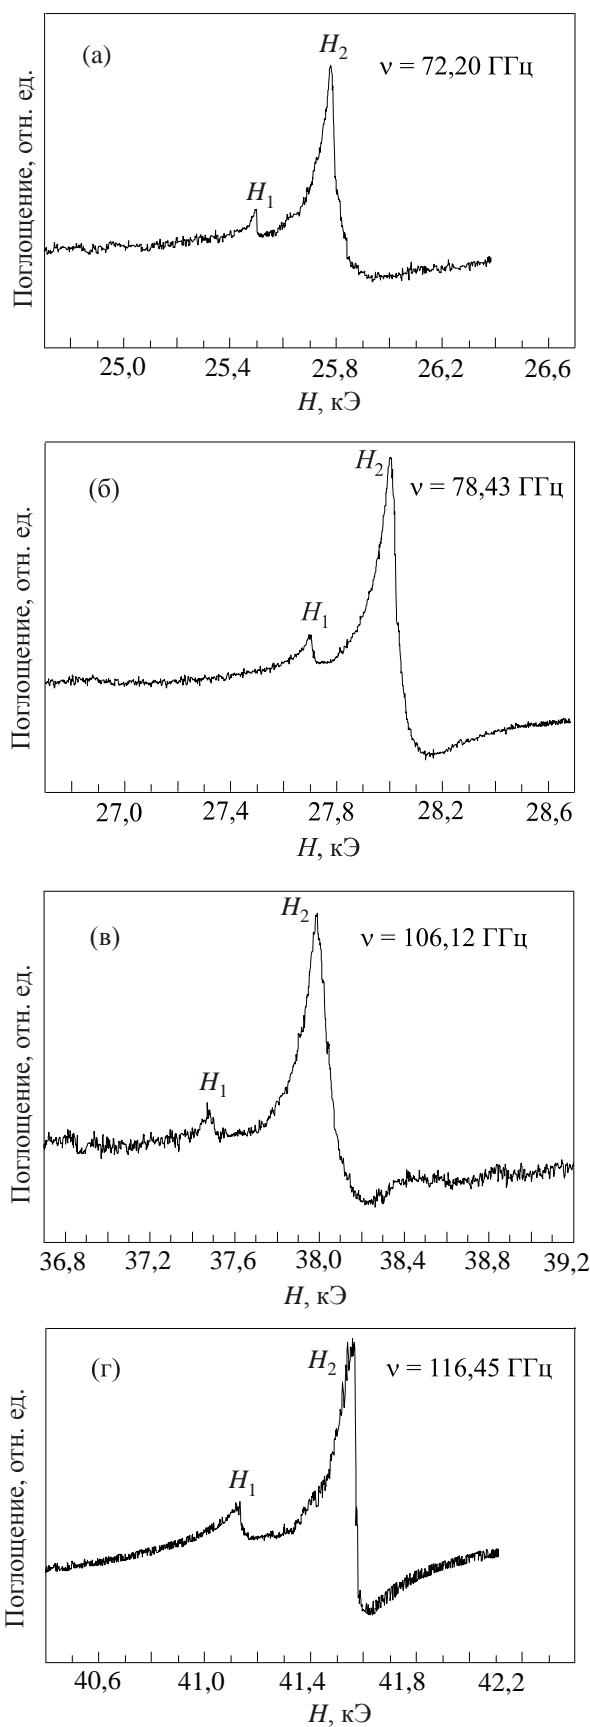 (а)
H2
ν = 72,20 ГГц
H1
Поглощение, отн. ед.
25,0 25,4 25,8 26,2 26,6
H, кЭ
(б)
H2
ν = 78,43 ГГц
H1
Поглощение, отн. ед.
27,0 27,4 27,8 28,2 28,6
H, кЭ
(в)
H2
ν = 106,12 ГГц
H1
Поглощение, отн. ед.
36,8 37,2 37,6 38,0 38,4 38,8 39,2
H, кЭ
(г)
H2
ν = 116,45 ГГц
H1
Поглощение, отн. ед.
40,6 41,0 41,4 41,8 42,2
H, кЭ